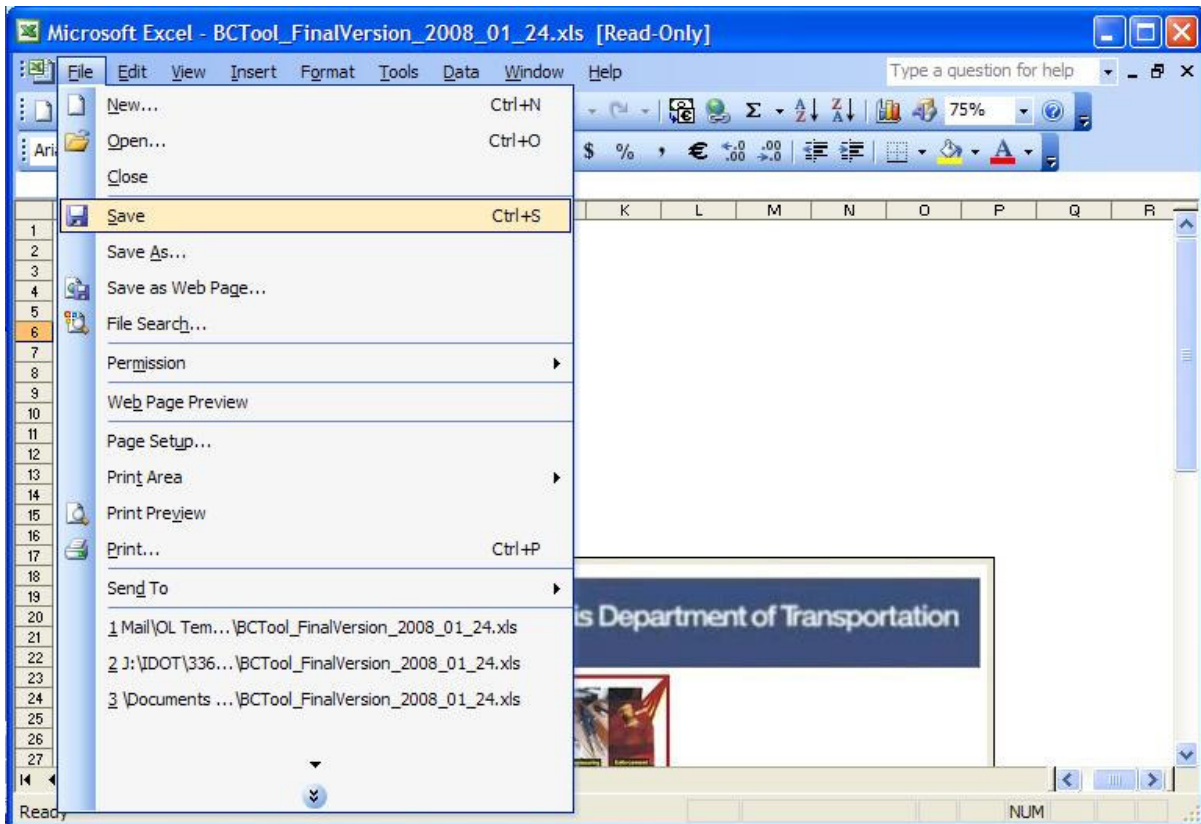 Microsoft Excel - BCTool_FinalVersion_2008_01_24.xls [Read-Only]
File Edit View Insert Format Tools Data Window Help Type a question for help
New... Ctrl+N
75%
Open... Ctrl+O
Aria
$ % , €
Close
Save Ctrl+S
K L M N O P Q R
Save As...
Save as Web Page...
File Search...
Permission
Web Page Preview
Page Setup...
Print Area
Print Preview
Print... Ctrl+P
Send To
is Department of Transportation
1 Mail\OL Tem...\BCTool_FinalVersion_2008_01_24.xls
2 J:\IDOT\336...\BCTool_FinalVersion_2008_01_24.xls
3 \Documents ...\BCTool_FinalVersion_2008_01_24.xls
1
2
3
4
5
6
7
8
9
10
11
12
13
14
15
16
17
18
19
20
21
22
23
24
25
26
27
Ready NUM